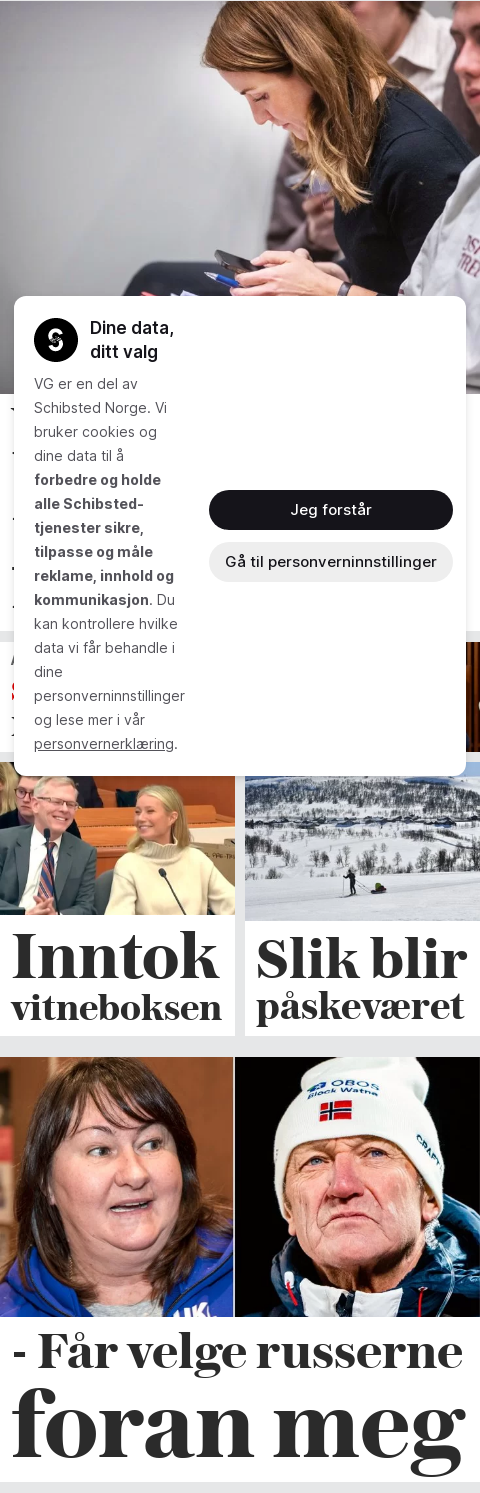 Dine data,
ditt valg
VG er en del av
Schibsted Norge. Vi
bruker cookies og
dine data til å
forbedre og holde
alle Schibsted-
tjenester sikre,
tilpasse og måle
reklame, innhold og
kommunikasjon. Du
kan kontrollere hvilke
data vi får behandle i
dine
personverninnstillinger
og lese mer i vår
personvernerklæring.
Jeg forstår
Gå til personverninnstillinger
Inntok
vitneboksen
Slik blir
påskeværet
OBOS
Block Watne
CRAFT
- Får velge russerne
foran meg